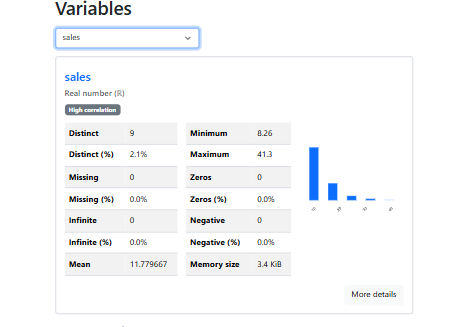 Variables
sales
sales
Real number (ℝ)
High correlation
Distinct 9
Distinct (%) 2.1%
Missing 0
Missing (%) 0.0%
Infinite 0
Infinite (%) 0.0%
Mean 11.779667
Minimum 8.26
Maximum 41.3
Zeros 0
Zeros (%) 0.0%
Negative 0
Negative (%) 0.0%
Memory size 3.4 KiB
More details